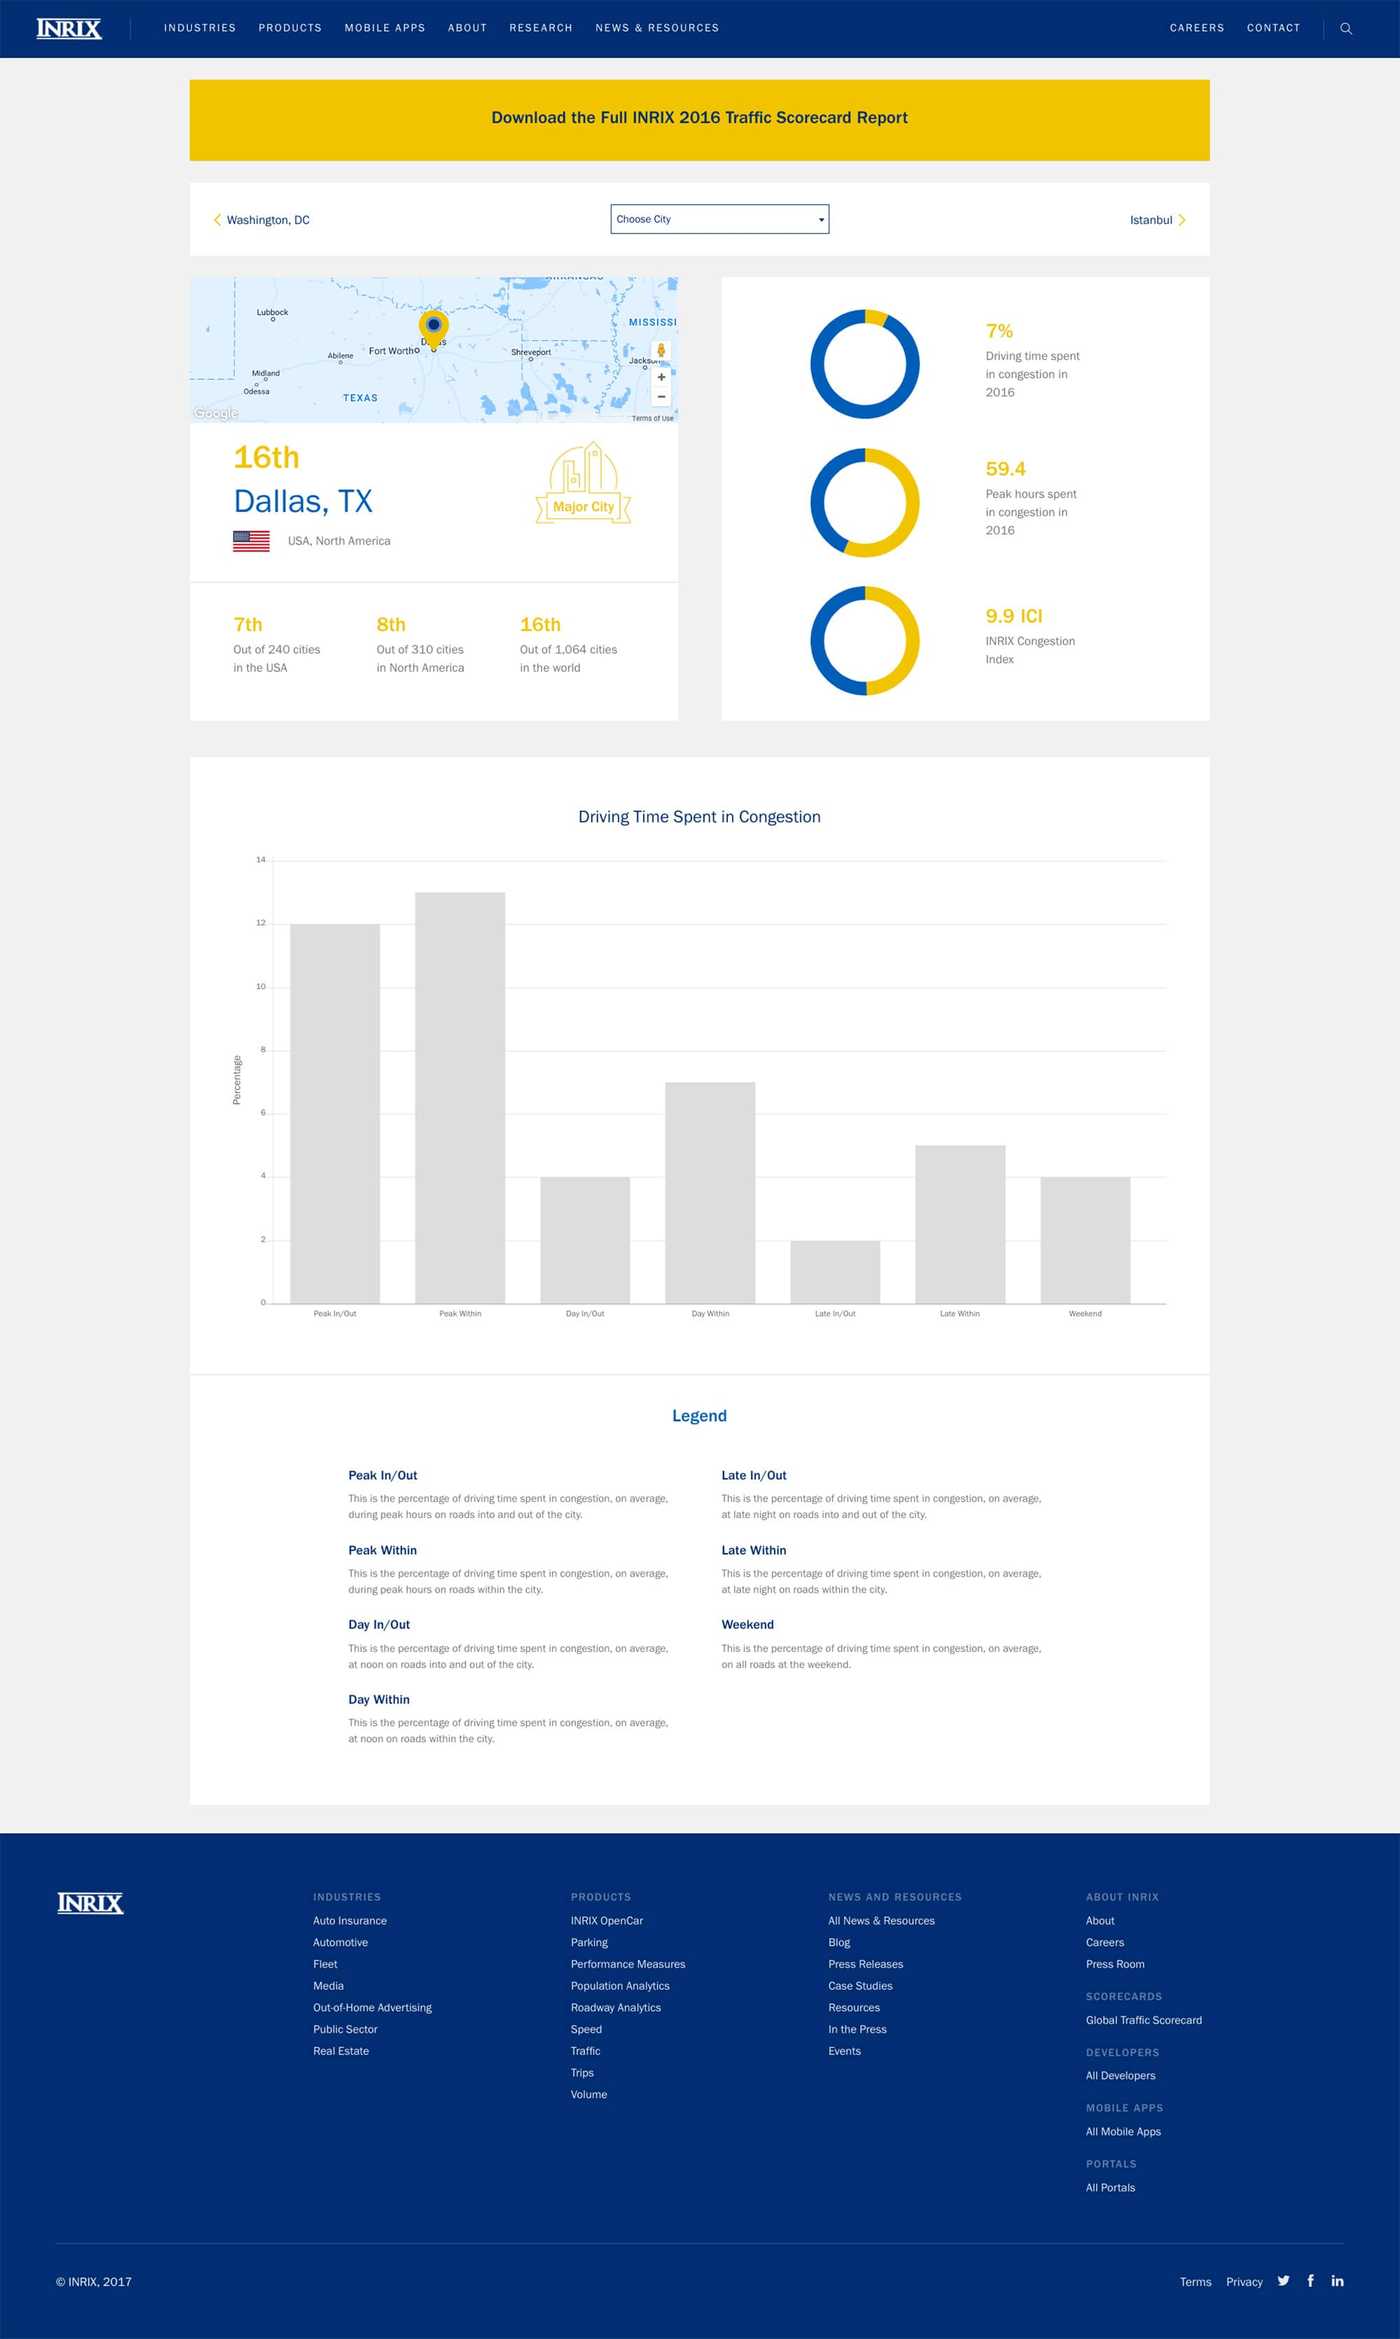 INRIX
INDUSTRIES PRODUCTS MOBILE APPS ABOUT RESEARCH NEWS & RESOURCES CAREERS CONTACT
Download the Full INRIX 2016 Traffic Scorecard Report
Washington, DC
Choose City
Istanbul
ARKANSAS
Lubbock
MISSISSI
Fort Worth
Abilene
Shreveport
Midland
Odessa
TEXAS
Google
Terms of Use
16th
Dallas, TX
Major City
USA, North America
7th
Out of 240 cities
in the USA
8th
Out of 310 cities
in North America
16th
Out of 1,064 cities
in the world
7%
Driving time spent
in congestion in
2016
59.4
Peak hours spent
in congestion in
2016
9.9 ICI
INRIX Congestion
Index
Driving Time Spent in Congestion
14
12
10
8
6
4
2
0
Percentage
Peak In/Out
Peak Within
Day In/Out
Day Within
Late In/Out
Late Within
Weekend
Legend
Peak In/Out
This is the percentage of driving time spent in congestion, on average,
during peak hours on roads into and out of the city.
Peak Within
This is the percentage of driving time spent in congestion, on average,
during peak hours on roads within the city.
Day In/Out
This is the percentage of driving time spent in congestion, on average,
at noon on roads into and out of the city.
Day Within
This is the percentage of driving time spent in congestion, on average,
at noon on roads within the city.
Late In/Out
This is the percentage of driving time spent in congestion, on average,
at late night on roads into and out of the city.
Late Within
This is the percentage of driving time spent in congestion, on average,
at late night on roads within the city.
Weekend
This is the percentage of driving time spent in congestion, on average,
on all roads at the weekend.
INRIX
INDUSTRIES
Auto Insurance
Automotive
Fleet
Media
Out-of-Home Advertising
Public Sector
Real Estate
PRODUCTS
INRIX OpenCar
Parking
Performance Measures
Population Analytics
Roadway Analytics
Speed
Traffic
Trips
Volume
NEWS AND RESOURCES
All News & Resources
Blog
Press Releases
Case Studies
Resources
In the Press
Events
ABOUT INRIX
About
Careers
Press Room
SCORECARDS
Global Traffic Scorecard
DEVELOPERS
All Developers
MOBILE APPS
All Mobile Apps
PORTALS
All Portals
© INRIX, 2017
Terms Privacy